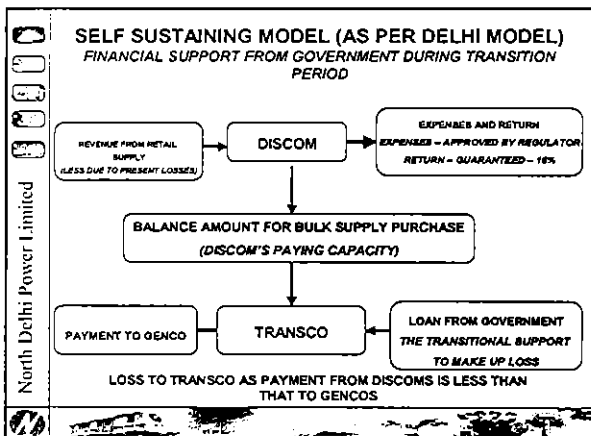 SELF SUSTAINING MODEL (AS PER DELHI MODEL)
FINANCIAL SUPPORT FROM GOVERNMENT DURING TRANSITION
PERIOD
REVENUE FROM RETAIL
SUPPLY
(LESS DUE TO PRESENT LOSSES)
DISCOM
EXPENSES AND RETURN
EXPENSES – APPROVED BY REGULATOR
RETURN – GUARANTEED – 16%
BALANCE AMOUNT FOR BULK SUPPLY PURCHASE
(DISCOM'S PAYING CAPACITY)
PAYMENT TO GENCO
TRANSCO
LOAN FROM GOVERNMENT
THE TRANSITIONAL SUPPORT
TO MAKE UP LOSS
LOSS TO TRANSCO AS PAYMENT FROM DISCOMS IS LESS THAN
THAT TO GENCOS
North Delhi Power Limited